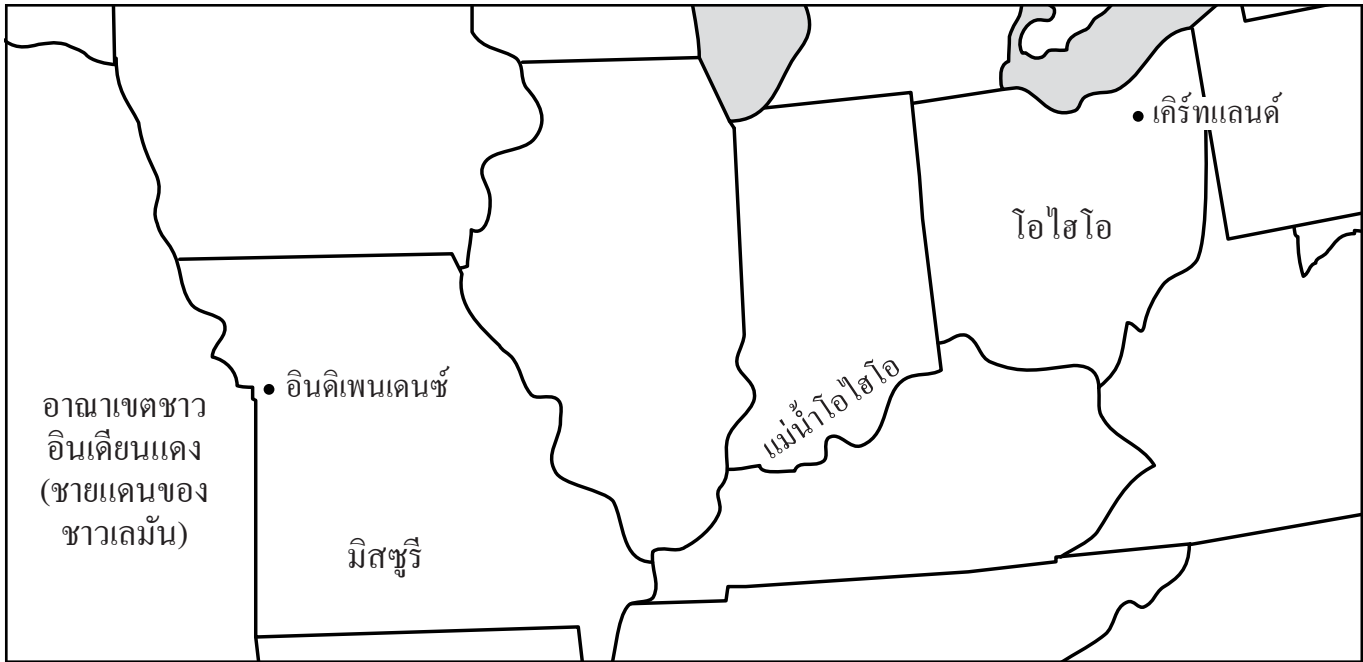 เคิร์ทแลนด์
โอไฮโอ
แม่น้ำโอไฮโอ
อินดิเพนเดนซ์
อาณาเขตชาว
อินเดียนแดง
(ชายแดนของ
ชาวเลมัน)
มิสซูรี